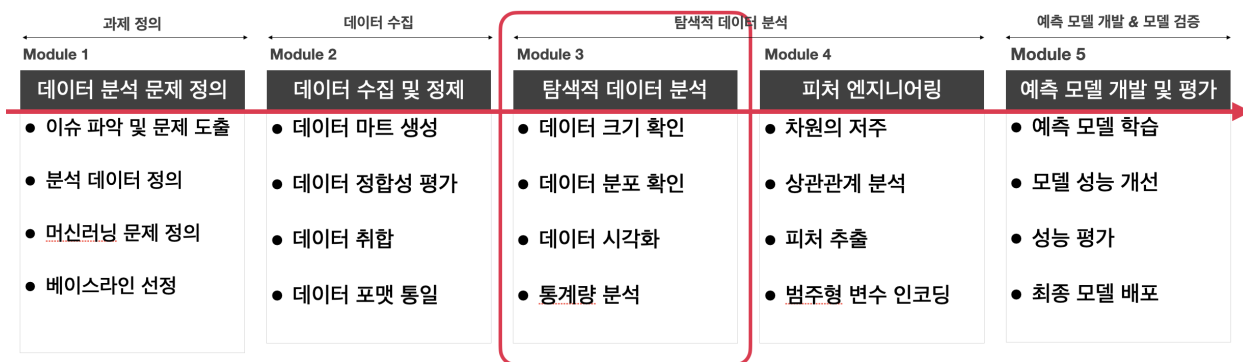 과제 정의
데이터 수집
탐색적 데이터 분석
예측 모델 개발 & 모델 검증
Module 1
Module 2
Module 3
Module 4
Module 5
데이터 분석 문제 정의
데이터 수집 및 정제
탐색적 데이터 분석
피처 엔지니어링
예측 모델 개발 및 평가
● 이슈 파악 및 문제 도출
● 분석 데이터 정의
● 머신러닝 문제 정의
● 베이스라인 선정
● 데이터 마트 생성
● 데이터 정합성 평가
● 데이터 취합
● 데이터 포맷 통일
● 데이터 크기 확인
● 데이터 분포 확인
● 데이터 시각화
● 통계량 분석
● 차원의 저주
● 상관관계 분석
● 피처 추출
● 범주형 변수 인코딩
● 예측 모델 학습
● 모델 성능 개선
● 성능 평가
● 최종 모델 배포